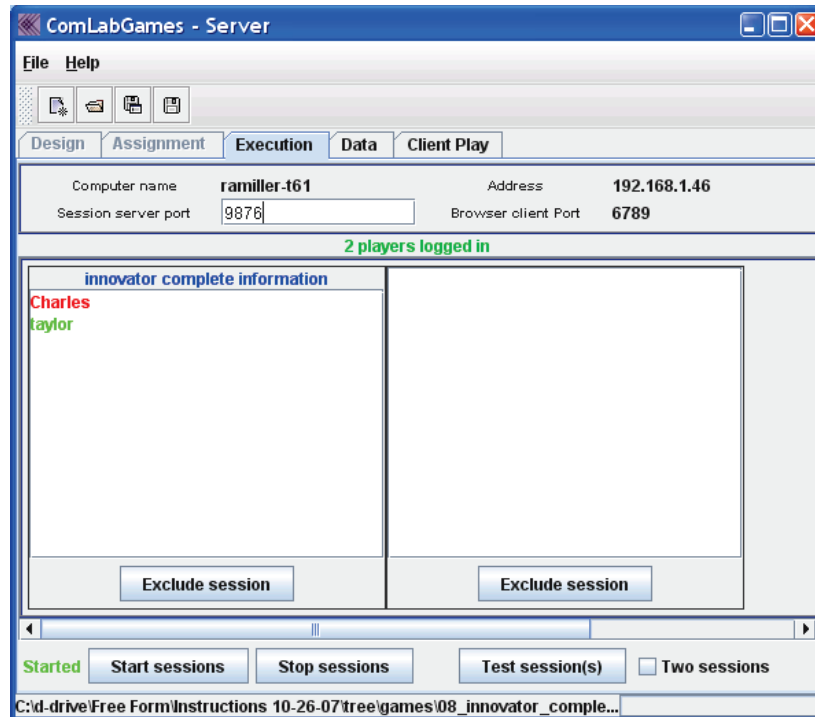 ComLabGames - Server
File Help
Design Assignment Execution Data Client Play
Computer name ramiller-t61 Address 192.168.1.46
Session server port 9876 Browser client Port 6789
2 players logged in
innovator complete information
Charles
taylor
Exclude session Exclude session
Started Start sessions Stop sessions Test session(s) Two sessions
C:\d-drive\Free Form\Instructions 10-26-07\tree\games\08_innovator_comple...